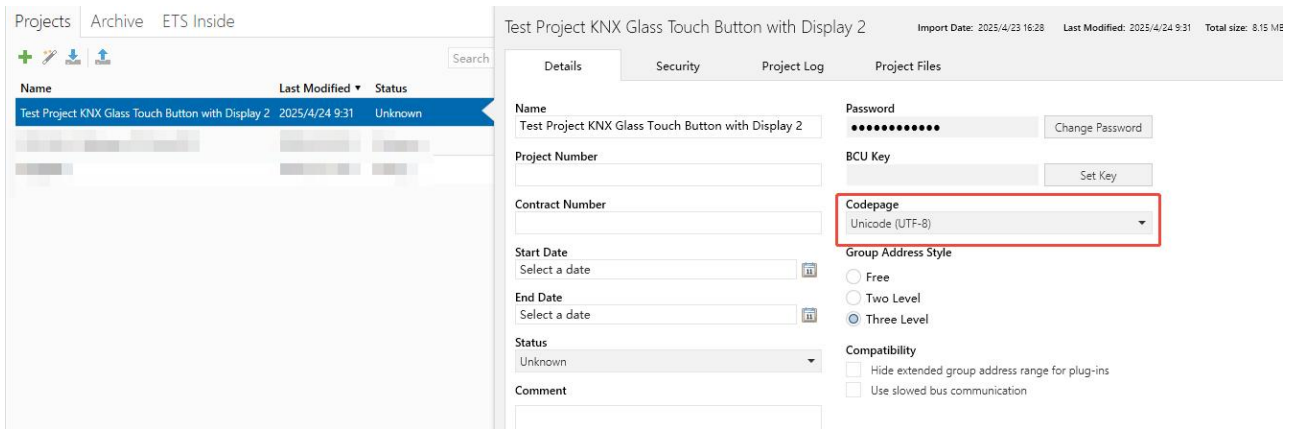 Projects Archive ETS Inside
Search
Name Last Modified Status
Test Project KNX Glass Touch Button with Display 2 2025/4/24 9:31 Unknown
Test Project KNX Glass Touch Button with Display 2 Import Date: 2025/4/23 16:28 Last Modified: 2025/4/24 9:31 Total size: 8.15 MB
Details Security Project Log Project Files
Name
Test Project KNX Glass Touch Button with Display 2
Project Number
Contract Number
Start Date
Select a date
End Date
Select a date
Status
Unknown
Comment
Password
Change Password
BCU Key
Set Key
Codepage
Unicode (UTF-8)
Group Address Style
Free
Two Level
Three Level
Compatibility
Hide extended group address range for plug-ins
Use slowed bus communication